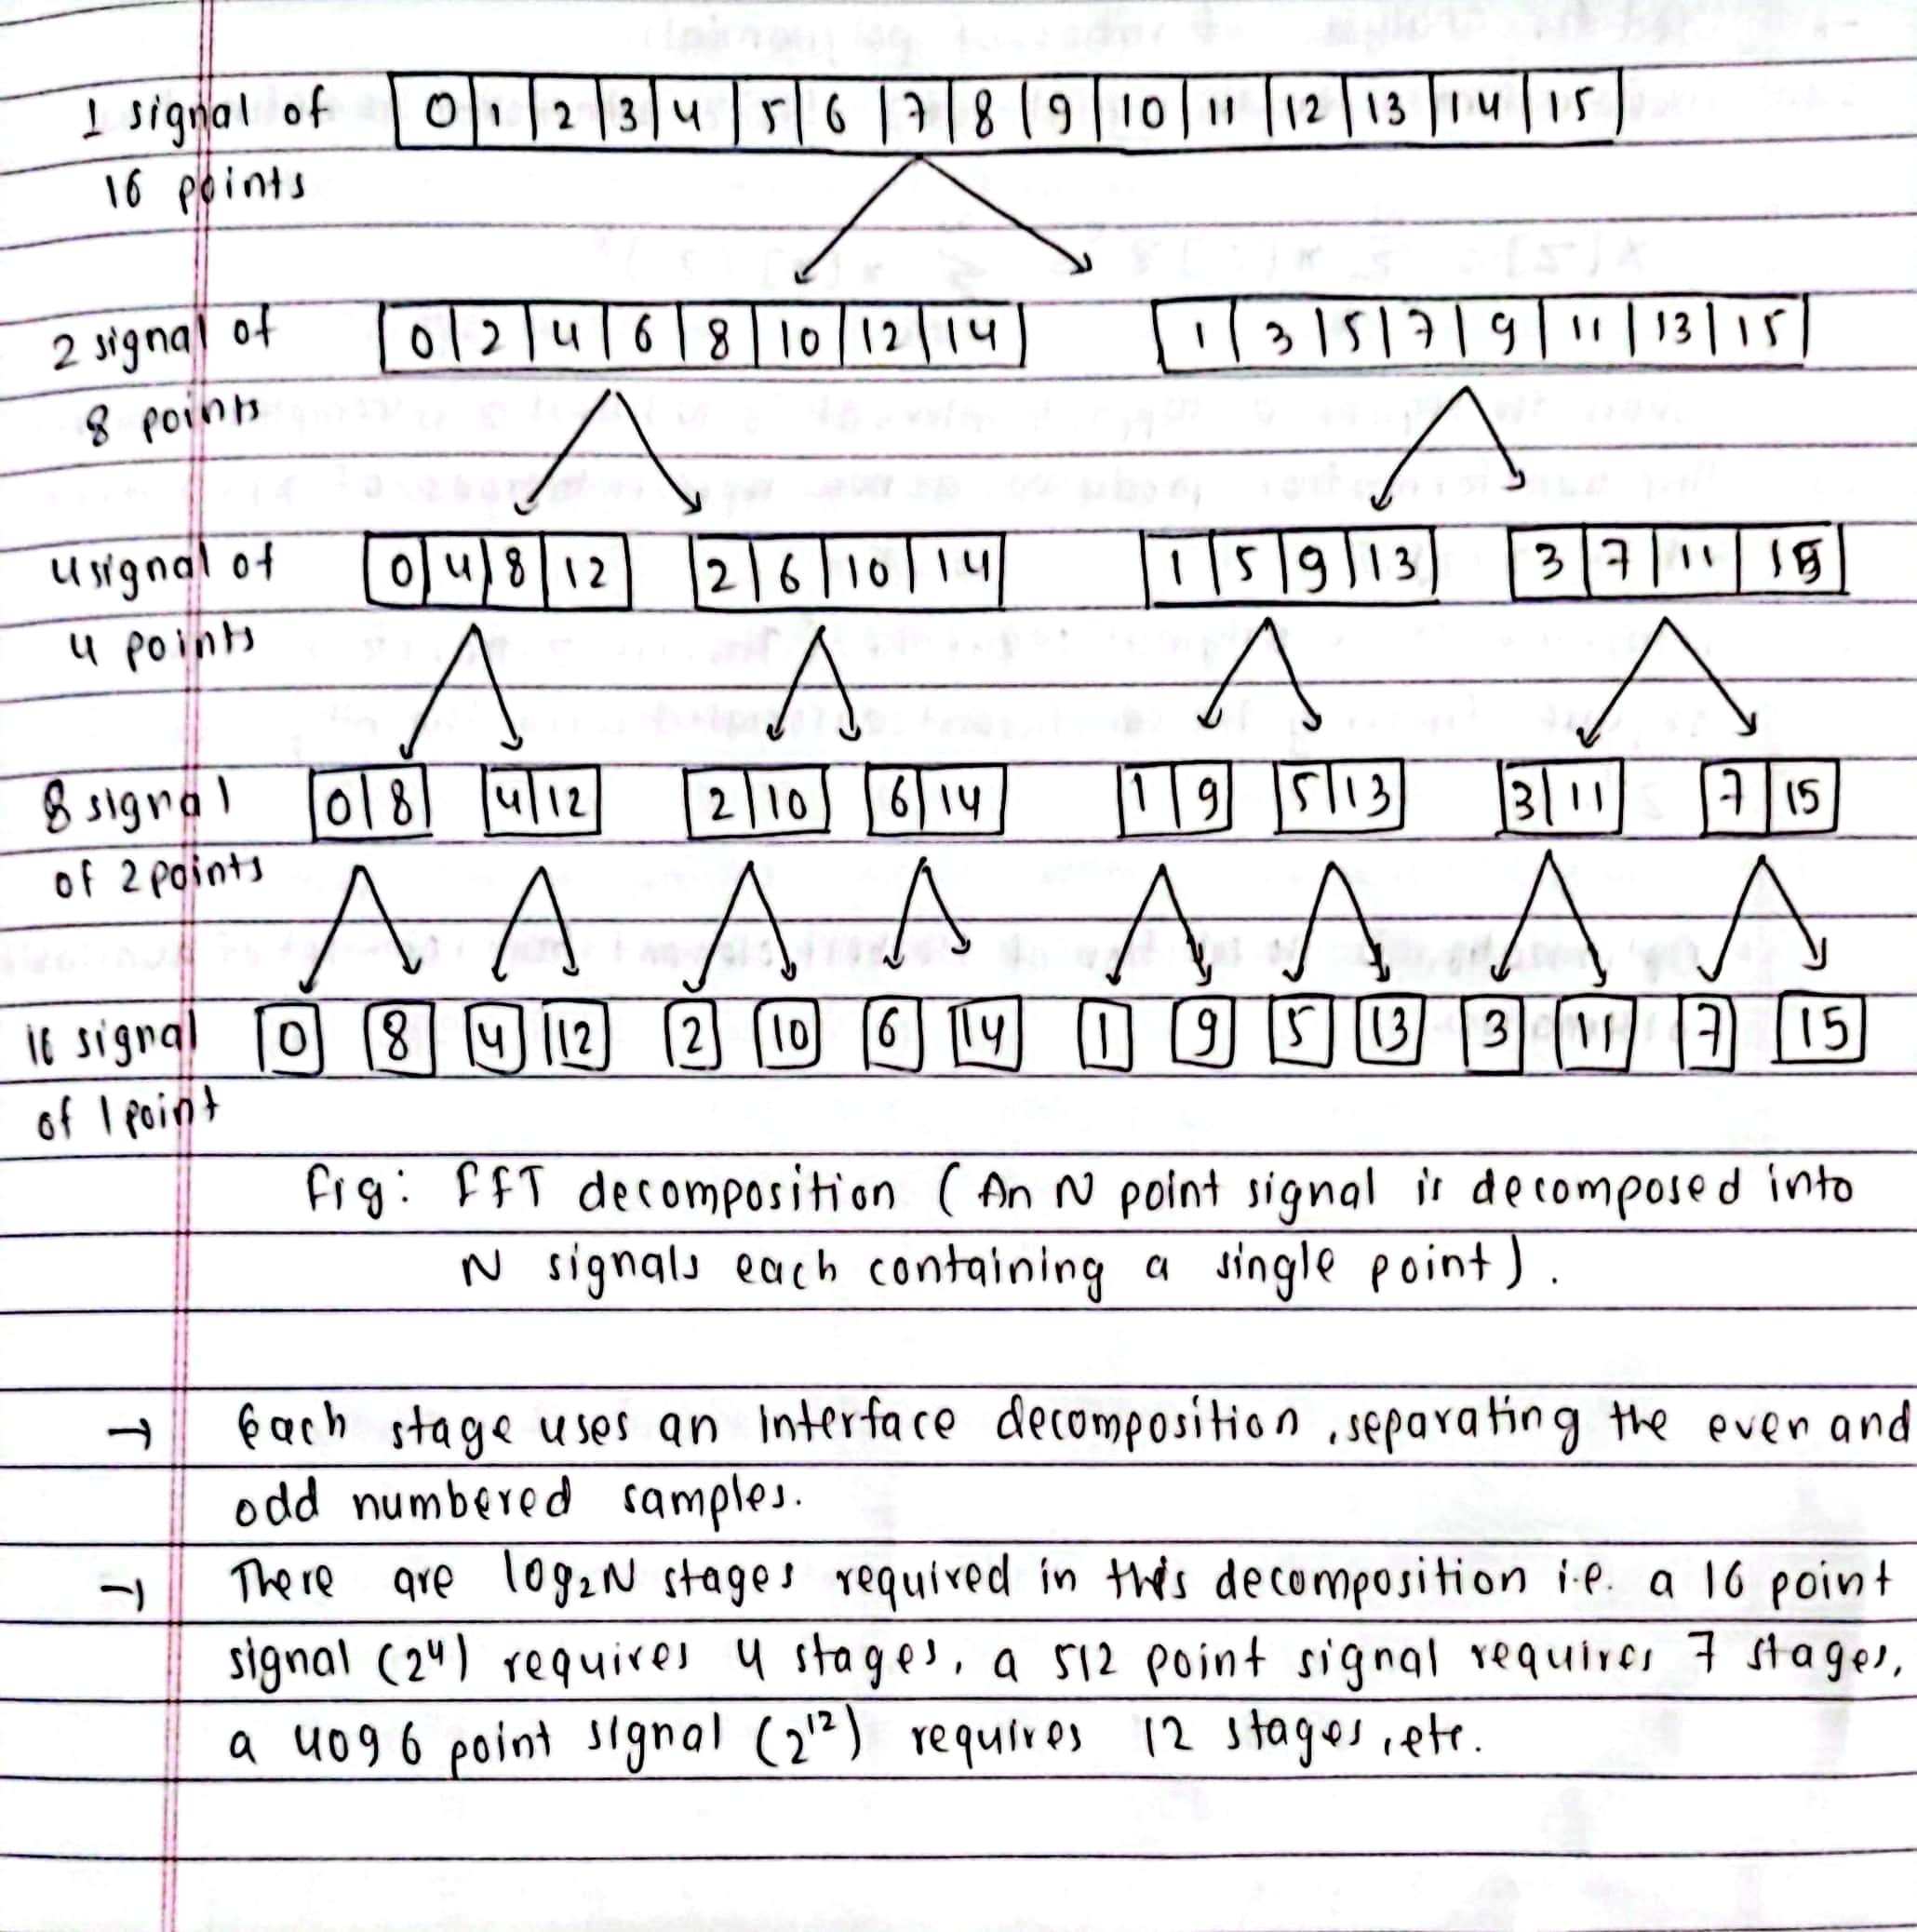 1 signal of 0 1 2 3 4 5 6 7 8 9 10 11 12 13 14 15
16 points
2 signal of 0 2 4 6 8 10 12 14 1 3 5 7 9 11 13 15
8 points
4 signal of 0 4 8 12 2 6 10 14 1 5 9 13 3 7 11 15
4 points
8 signal 0 8 4 12 2 10 6 14 1 9 5 13 3 11 7 15
of 2 points
16 signal 0 8 4 12 2 10 6 14 1 9 5 13 3 11 7 15
of 1 point
Fig: FFT decomposition (An N point signal is decomposed into
N signals each containing a single point).
→ Each stage uses an interface decomposition, separating the even and
odd numbered samples.
→ There are log₂N stages required in this decomposition i.e. a 16 point
signal (2⁴) requires 4 stages, a 512 point signal requires 7 stages,
a 4096 point signal (2¹²) requires 12 stages, etc.